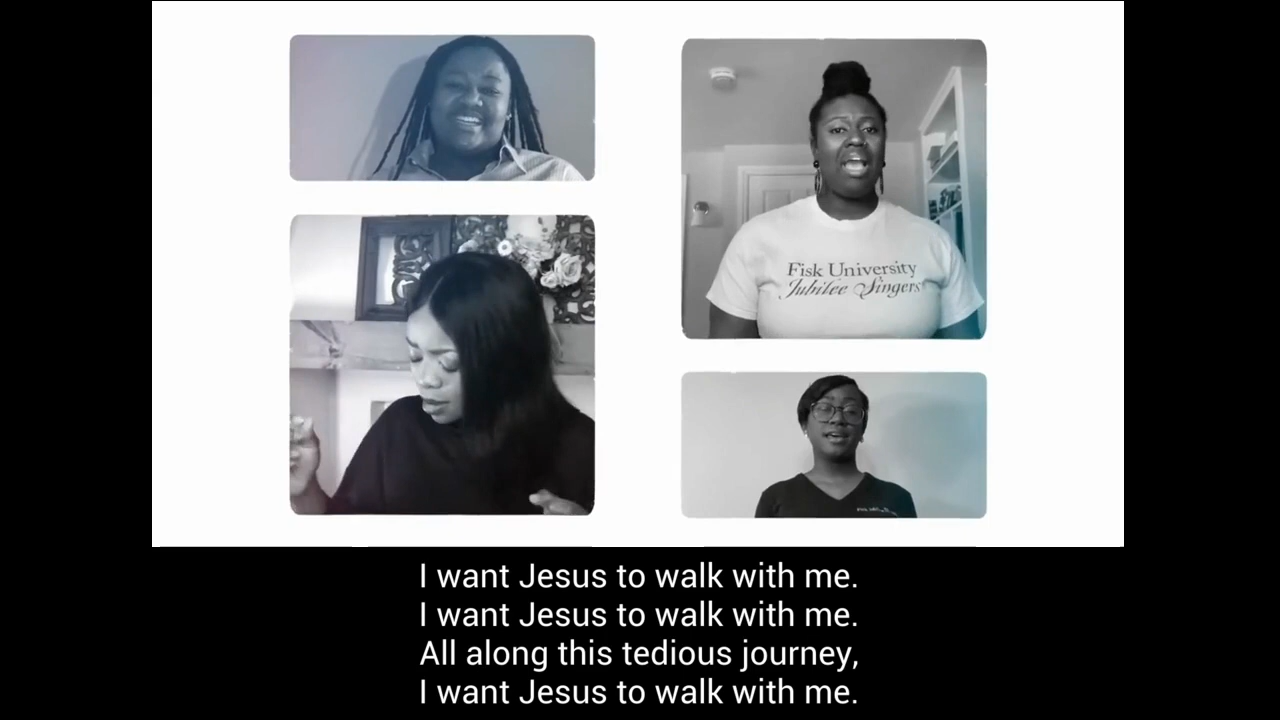 Fisk University
Jubilee Singers
I want Jesus to walk with me.
I want Jesus to walk with me.
All along this tedious journey,
I want Jesus to walk with me.